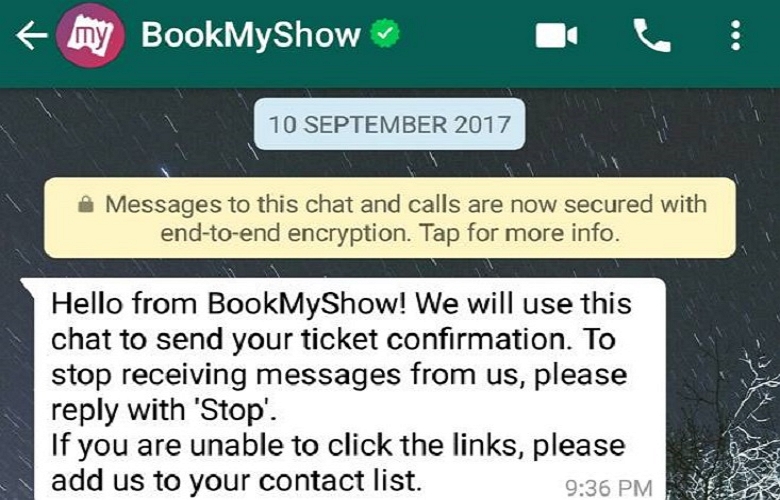 my BookMyShow
10 SEPTEMBER 2017
Messages to this chat and calls are now secured with
end-to-end encryption. Tap for more info.
Hello from BookMyShow! We will use this
chat to send your ticket confirmation. To
stop receiving messages from us, please
reply with 'Stop'.
If you are unable to click the links, please
add us to your contact list.
9:36 PM